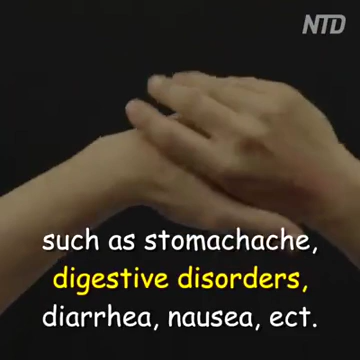 NTD
such as stomachache,
digestive disorders,
diarrhea, nausea, ect.